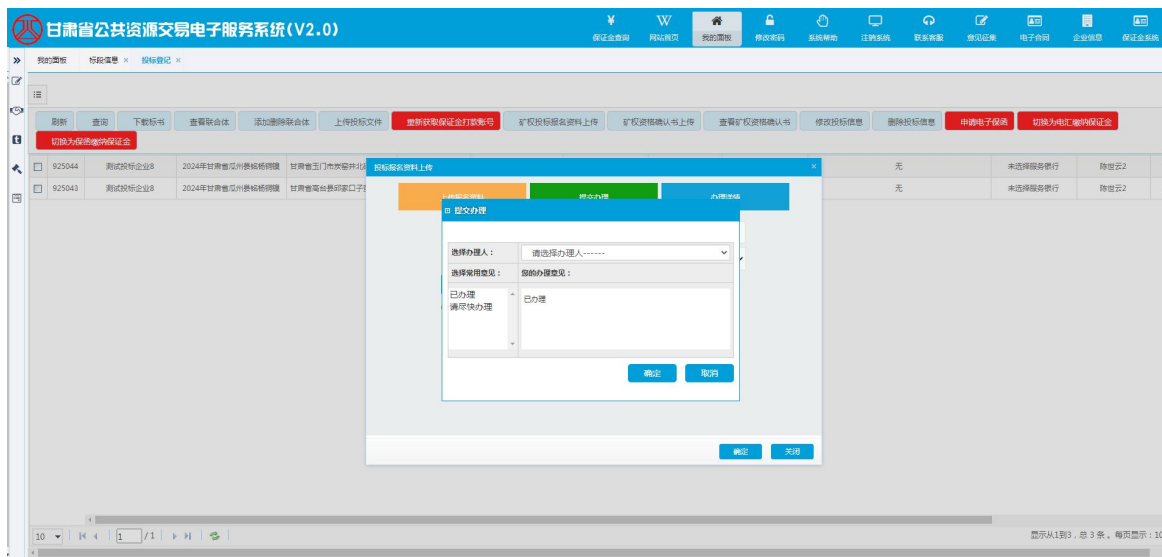 甘肃省公共资源交易电子服务系统(V2.0)
保证金查询 网站首页 我的面板 修改密码 系统帮助 注销系统 联系客服 意见征集 电子合同 企业信息 保证金系统
我的面板 标段信息 × 投标登记 ×
刷新 查询 下载标书 查看联合体 添加删除联合体 上传投标文件 重新获取保证金打款账号 矿权投标报名资料上传 矿权资格确认书上传 查看矿权资格确认书 修改投标信息 删除投标信息 申请电子保函 切换为电汇缴纳保证金
切换为保函缴纳保证金
925044 测试投标企业8 2024年甘肃省瓜州县 甘肃省玉门市炭窑井北 无 未选择服务银行 陈世云2
925043 测试投标企业8 2024年甘肃省瓜州县 甘肃省高台县 无 未选择服务银行 陈世云2
投标报名资料上传 ×
上传报名资料 提交办理 办理详情
提交办理
选择办理人: 请选择办理人------
选择常用意见: 您的办理意见:
已办理 已办理
请尽快办理
确定 取消
确定 关闭
10 1 /1 显示从1到3,总 3 条。每页显示:10